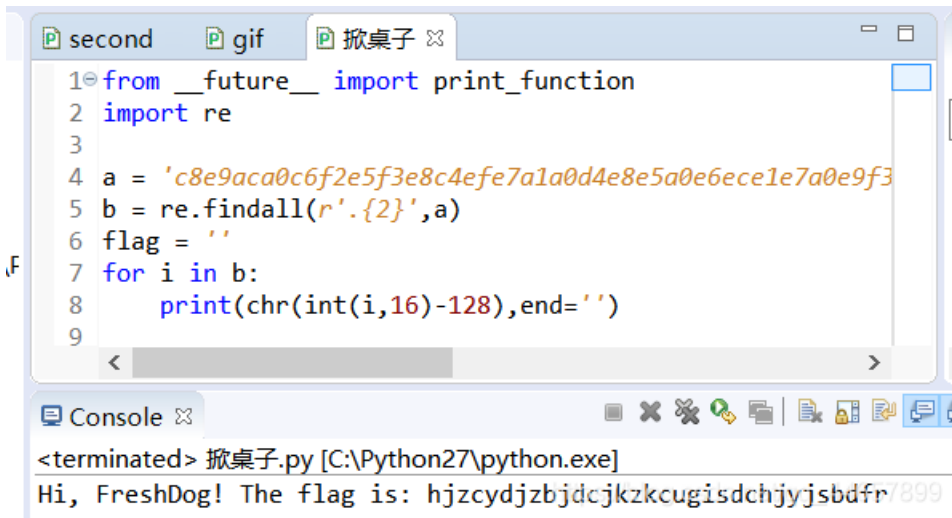 second gif 掀桌子
1 from __future__ import print_function
2 import re
3
4 a = 'c8e9aca0c6f2e5f3e8c4efe7a1a0d4e8e5a0e6ece1e7a0e9f3
5 b = re.findall(r'.{2}',a)
6 flag = ''
7 for i in b:
8 print(chr(int(i,16)-128),end='')
9
Console
<terminated> 掀桌子.py [C:\Python27\python.exe]
Hi, FreshDog! The flag is: hjzcydjzbjdcjkzkcugisdchjyjsbdfr